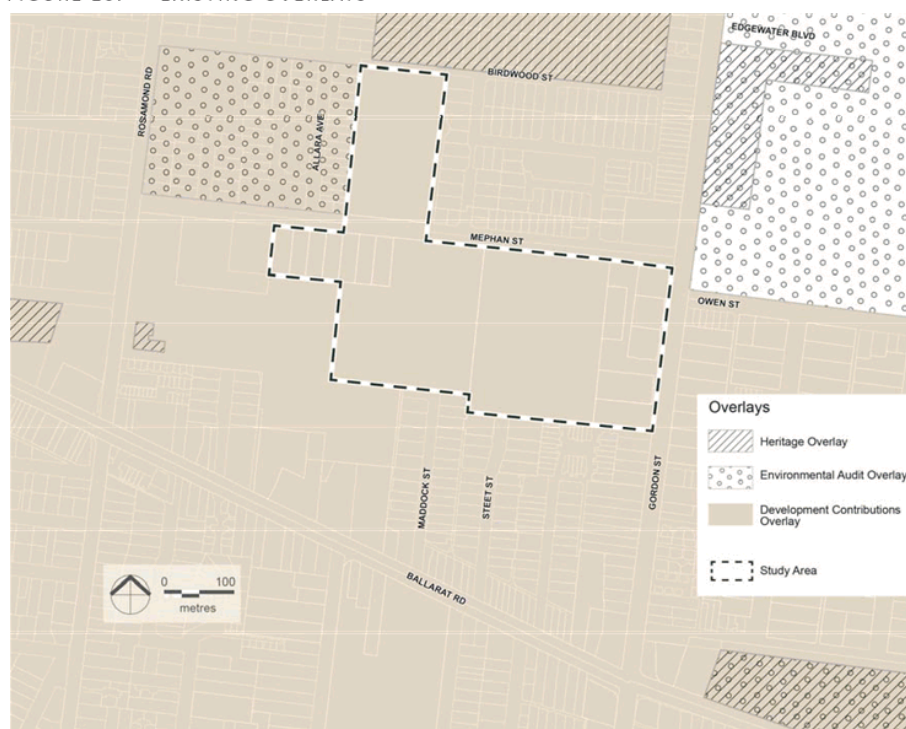 EDGEWATER BLVD
BIRDWOOD ST
ROSAMOND RD
ALLARA AVE
MEPHAN ST
OWEN ST
Overlays
Heritage Overlay
Environmental Audit Overlay
Development Contributions
Overlay
Study Area
MADDOCK ST
STEET ST
GORDON ST
BALLARAT RD
0 100
metres